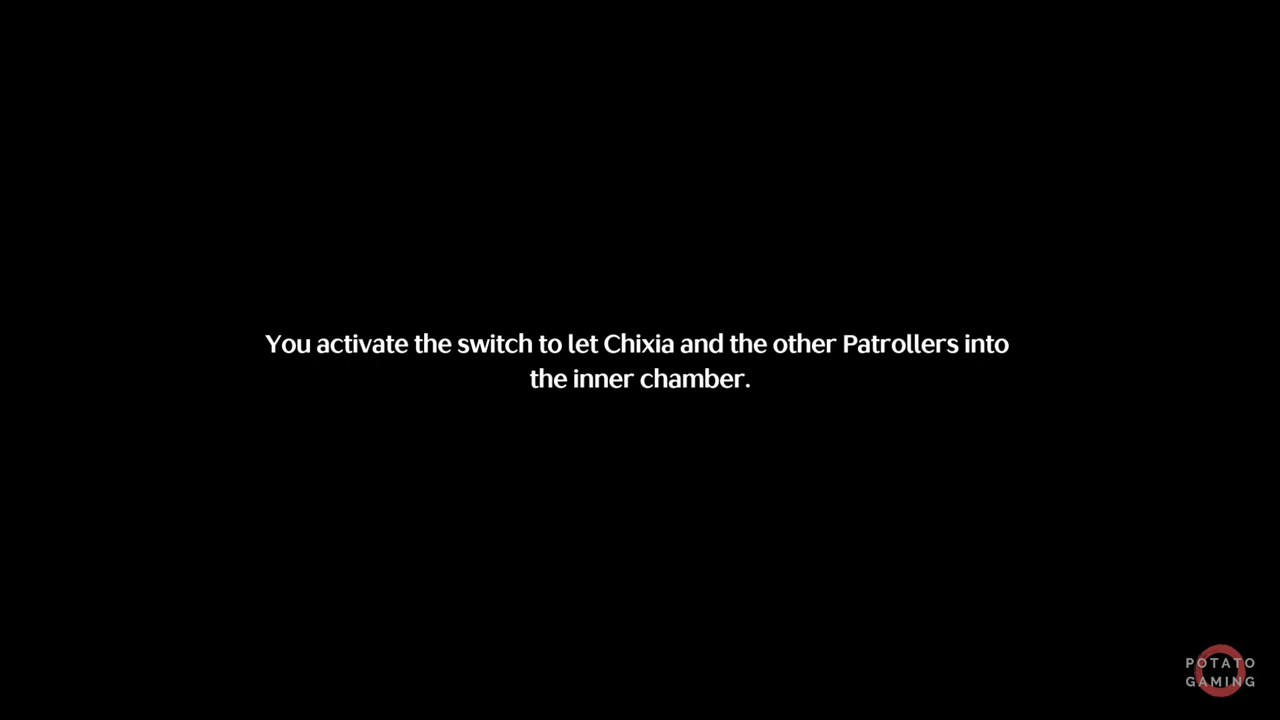 You activate the switch to let Chixia and the other Patrollers into
the inner chamber.
POTATO
GAMING